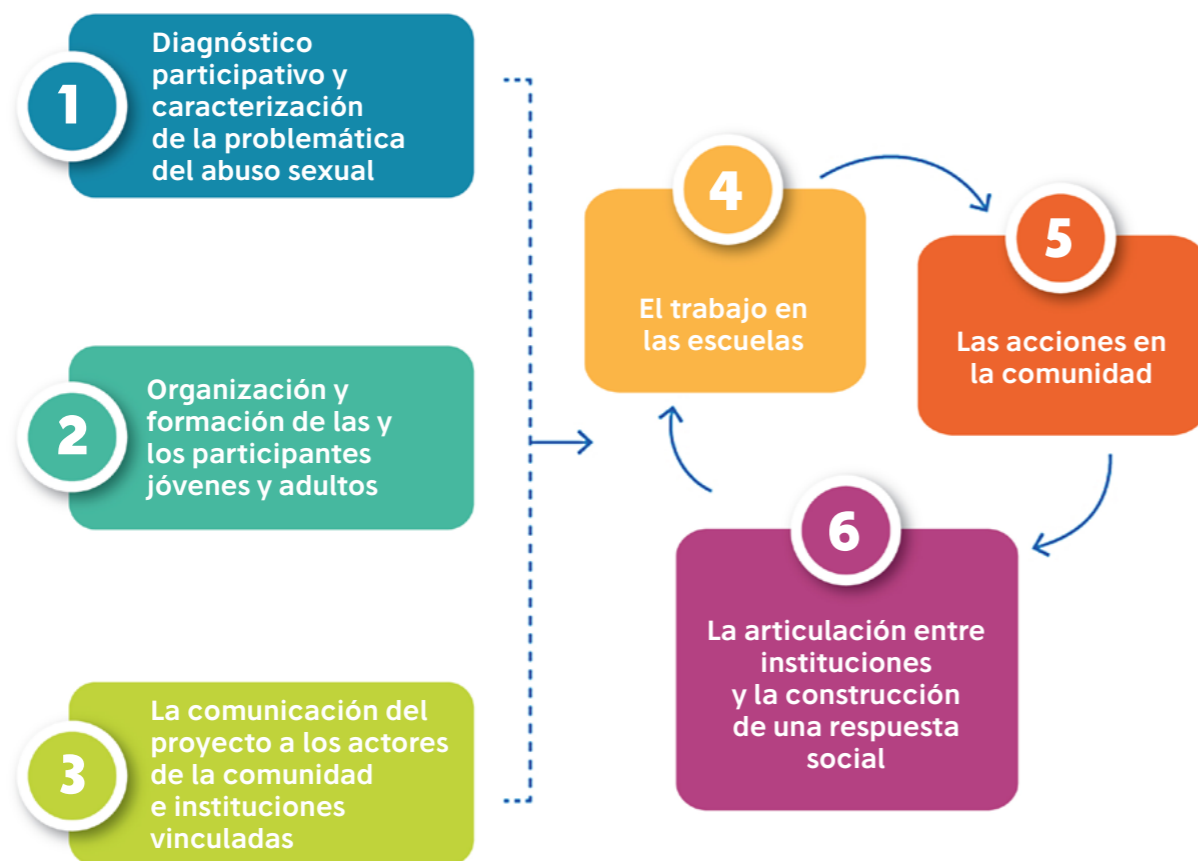 1
Diagnóstico
participativo y
caracterización
de la problemática
del abuso sexual
2
Organización y
formación de las y
los participantes
jóvenes y adultos
3
La comunicación del
proyecto a los actores
de la comunidad
e instituciones
vinculadas
4
El trabajo en
las escuelas
5
Las acciones en
la comunidad
6
La articulación entre
instituciones
y la construcción
de una respuesta
social